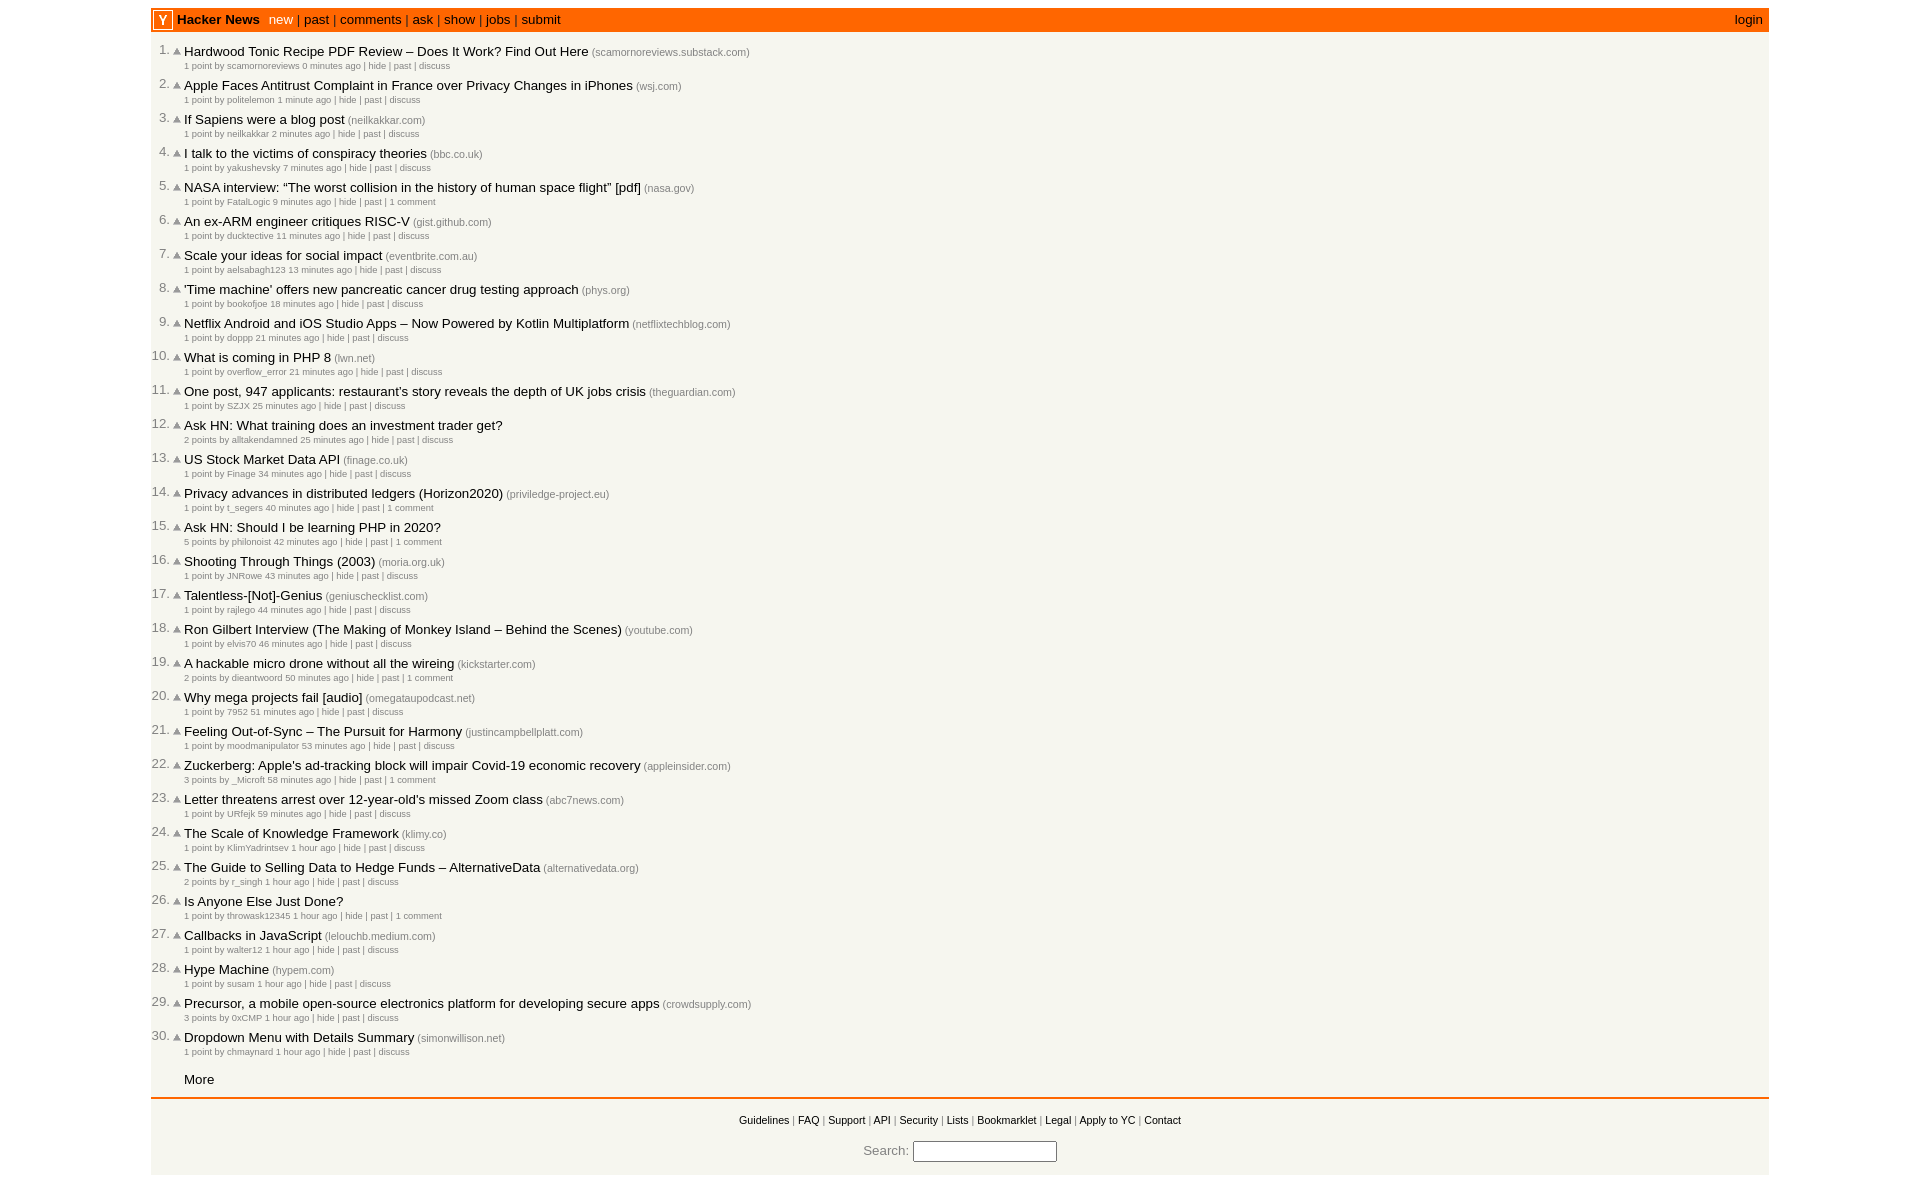 Y Hacker News new | past | comments | ask | show | jobs | submit login
1. Hardwood Tonic Recipe PDF Review – Does It Work? Find Out Here (scamornoreviews.substack.com)
1 point by scamornoreviews 0 minutes ago | hide | past | discuss
2. Apple Faces Antitrust Complaint in France over Privacy Changes in iPhones (wsj.com)
1 point by politelemon 1 minute ago | hide | past | discuss
3. If Sapiens were a blog post (neilkakkar.com)
1 point by neilkakkar 2 minutes ago | hide | past | discuss
4. I talk to the victims of conspiracy theories (bbc.co.uk)
1 point by yakushevsky 7 minutes ago | hide | past | discuss
5. NASA interview: “The worst collision in the history of human space flight” [pdf] (nasa.gov)
1 point by FatalLogic 9 minutes ago | hide | past | 1 comment
6. An ex-ARM engineer critiques RISC-V (gist.github.com)
1 point by ducktective 11 minutes ago | hide | past | discuss
7. Scale your ideas for social impact (eventbrite.com.au)
1 point by aelsabagh123 13 minutes ago | hide | past | discuss
8. 'Time machine' offers new pancreatic cancer drug testing approach (phys.org)
1 point by bookofjoe 18 minutes ago | hide | past | discuss
9. Netflix Android and iOS Studio Apps – Now Powered by Kotlin Multiplatform (netflixtechblog.com)
1 point by doppp 21 minutes ago | hide | past | discuss
10. What is coming in PHP 8 (lwn.net)
1 point by overflow_error 21 minutes ago | hide | past | discuss
11. One post, 947 applicants: restaurant's story reveals the depth of UK jobs crisis (theguardian.com)
1 point by SZJX 25 minutes ago | hide | past | discuss
12. Ask HN: What training does an investment trader get?
2 points by alltakendamned 25 minutes ago | hide | past | discuss
13. US Stock Market Data API (finage.co.uk)
1 point by Finage 34 minutes ago | hide | past | discuss
14. Privacy advances in distributed ledgers (Horizon2020) (priviledge-project.eu)
1 point by t_segers 40 minutes ago | hide | past | 1 comment
15. Ask HN: Should I be learning PHP in 2020?
5 points by philonoist 42 minutes ago | hide | past | 1 comment
16. Shooting Through Things (2003) (moria.org.uk)
1 point by JNRowe 43 minutes ago | hide | past | discuss
17. Talentless-[Not]-Genius (geniuschecklist.com)
1 point by rajlego 44 minutes ago | hide | past | discuss
18. Ron Gilbert Interview (The Making of Monkey Island – Behind the Scenes) (youtube.com)
1 point by elvis70 46 minutes ago | hide | past | discuss
19. A hackable micro drone without all the wireing (kickstarter.com)
2 points by dieantwoord 50 minutes ago | hide | past | 1 comment
20. Why mega projects fail [audio] (omegataupodcast.net)
1 point by 7952 51 minutes ago | hide | past | discuss
21. Feeling Out-of-Sync – The Pursuit for Harmony (justincampbellplatt.com)
1 point by moodmanipulator 53 minutes ago | hide | past | discuss
22. Zuckerberg: Apple's ad-tracking block will impair Covid-19 economic recovery (appleinsider.com)
3 points by _Microft 58 minutes ago | hide | past | 1 comment
23. Letter threatens arrest over 12-year-old's missed Zoom class (abc7news.com)
1 point by URfejk 59 minutes ago | hide | past | discuss
24. The Scale of Knowledge Framework (klimy.co)
1 point by KlimYadrintsev 1 hour ago | hide | past | discuss
25. The Guide to Selling Data to Hedge Funds – AlternativeData (alternativedata.org)
2 points by r_singh 1 hour ago | hide | past | discuss
26. Is Anyone Else Just Done?
1 point by throwask12345 1 hour ago | hide | past | 1 comment
27. Callbacks in JavaScript (lelouchb.medium.com)
1 point by walter12 1 hour ago | hide | past | discuss
28. Hype Machine (hypem.com)
1 point by susam 1 hour ago | hide | past | discuss
29. Precursor, a mobile open-source electronics platform for developing secure apps (crowdsupply.com)
3 points by 0xCMP 1 hour ago | hide | past | discuss
30. Dropdown Menu with Details Summary (simonwillison.net)
1 point by chmaynard 1 hour ago | hide | past | discuss
More
Guidelines | FAQ | Support | API | Security | Lists | Bookmarklet | Legal | Apply to YC | Contact
Search: